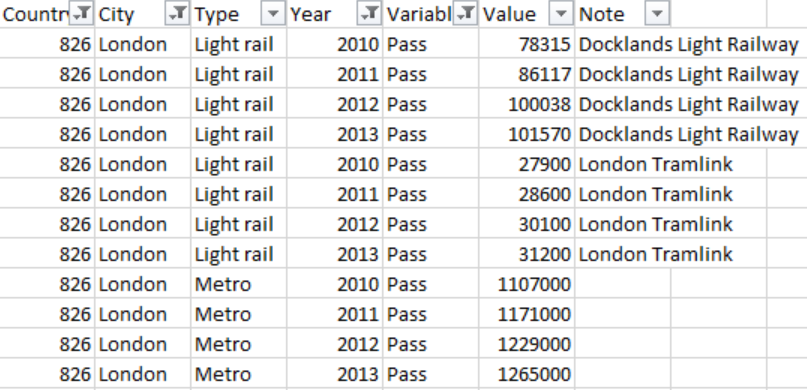 Country City Type Year Variabl Value Note
826 London Light rail 2010 Pass 78315 Docklands Light Railway
826 London Light rail 2011 Pass 86117 Docklands Light Railway
826 London Light rail 2012 Pass 100038 Docklands Light Railway
826 London Light rail 2013 Pass 101570 Docklands Light Railway
826 London Light rail 2010 Pass 27900 London Tramlink
826 London Light rail 2011 Pass 28600 London Tramlink
826 London Light rail 2012 Pass 30100 London Tramlink
826 London Light rail 2013 Pass 31200 London Tramlink
826 London Metro 2010 Pass 1107000
826 London Metro 2011 Pass 1171000
826 London Metro 2012 Pass 1229000
826 London Metro 2013 Pass 1265000